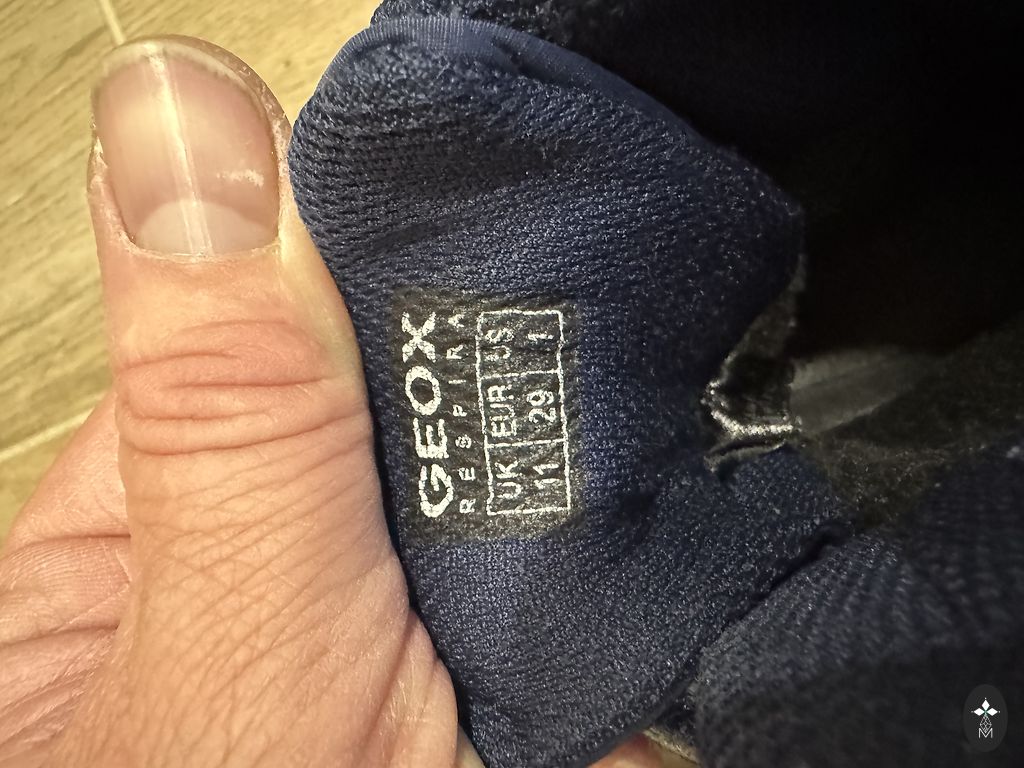 GEOX
RESPIRA
UK EUR US
11 29 1
M